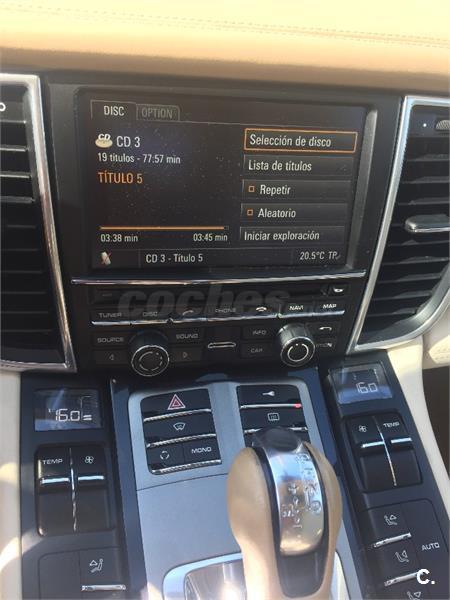 DISC OPTION
CD CD 3
19 títulos - 77:57 min
TÍTULO 5
03:38 min 03:45 min
Selección de disco
Lista de títulos
Repetir
Aleatorio
Iniciar exploración
CD 3 - Título 5 20.5°C TP
coches
TUNER DISC PHONE NAVI MAP
SOURCE SOUND INFO
CAR
16.0 16.0
TEMP TEMP
MONO
AUTO
C.